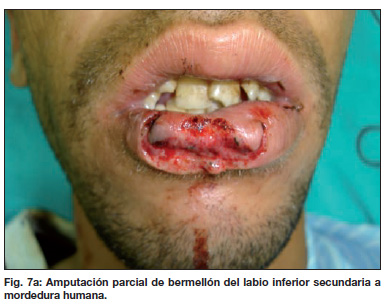 Fig. 7a: Amputación parcial de bermellón del labio inferior secundaria a
mordedura humana.